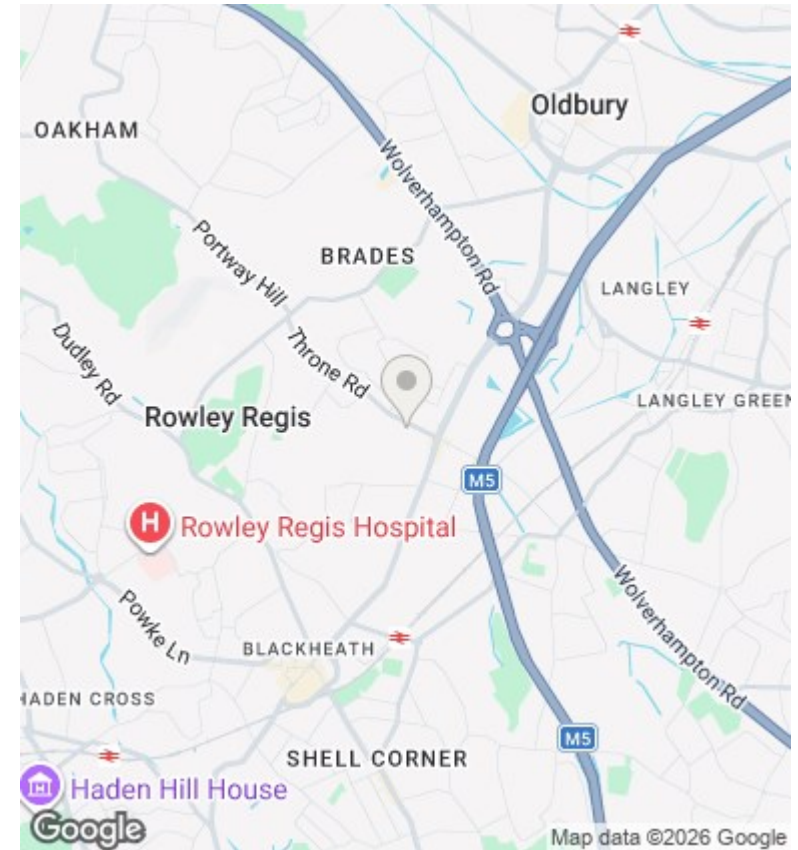 Oldbury
OAKHAM
Wolverhampton Rd
BRADES
Portway Hill
LANGLEY
Dudley Rd
Throne Rd
LANGLEY GREEN
Rowley Regis
M5
H
Rowley Regis Hospital
Powke Ln
Wolverhampton Rd
BLACKHEATH
HADEN CROSS
M5
SHELL CORNER
Haden Hill House
Google
Map data ©2026 Google